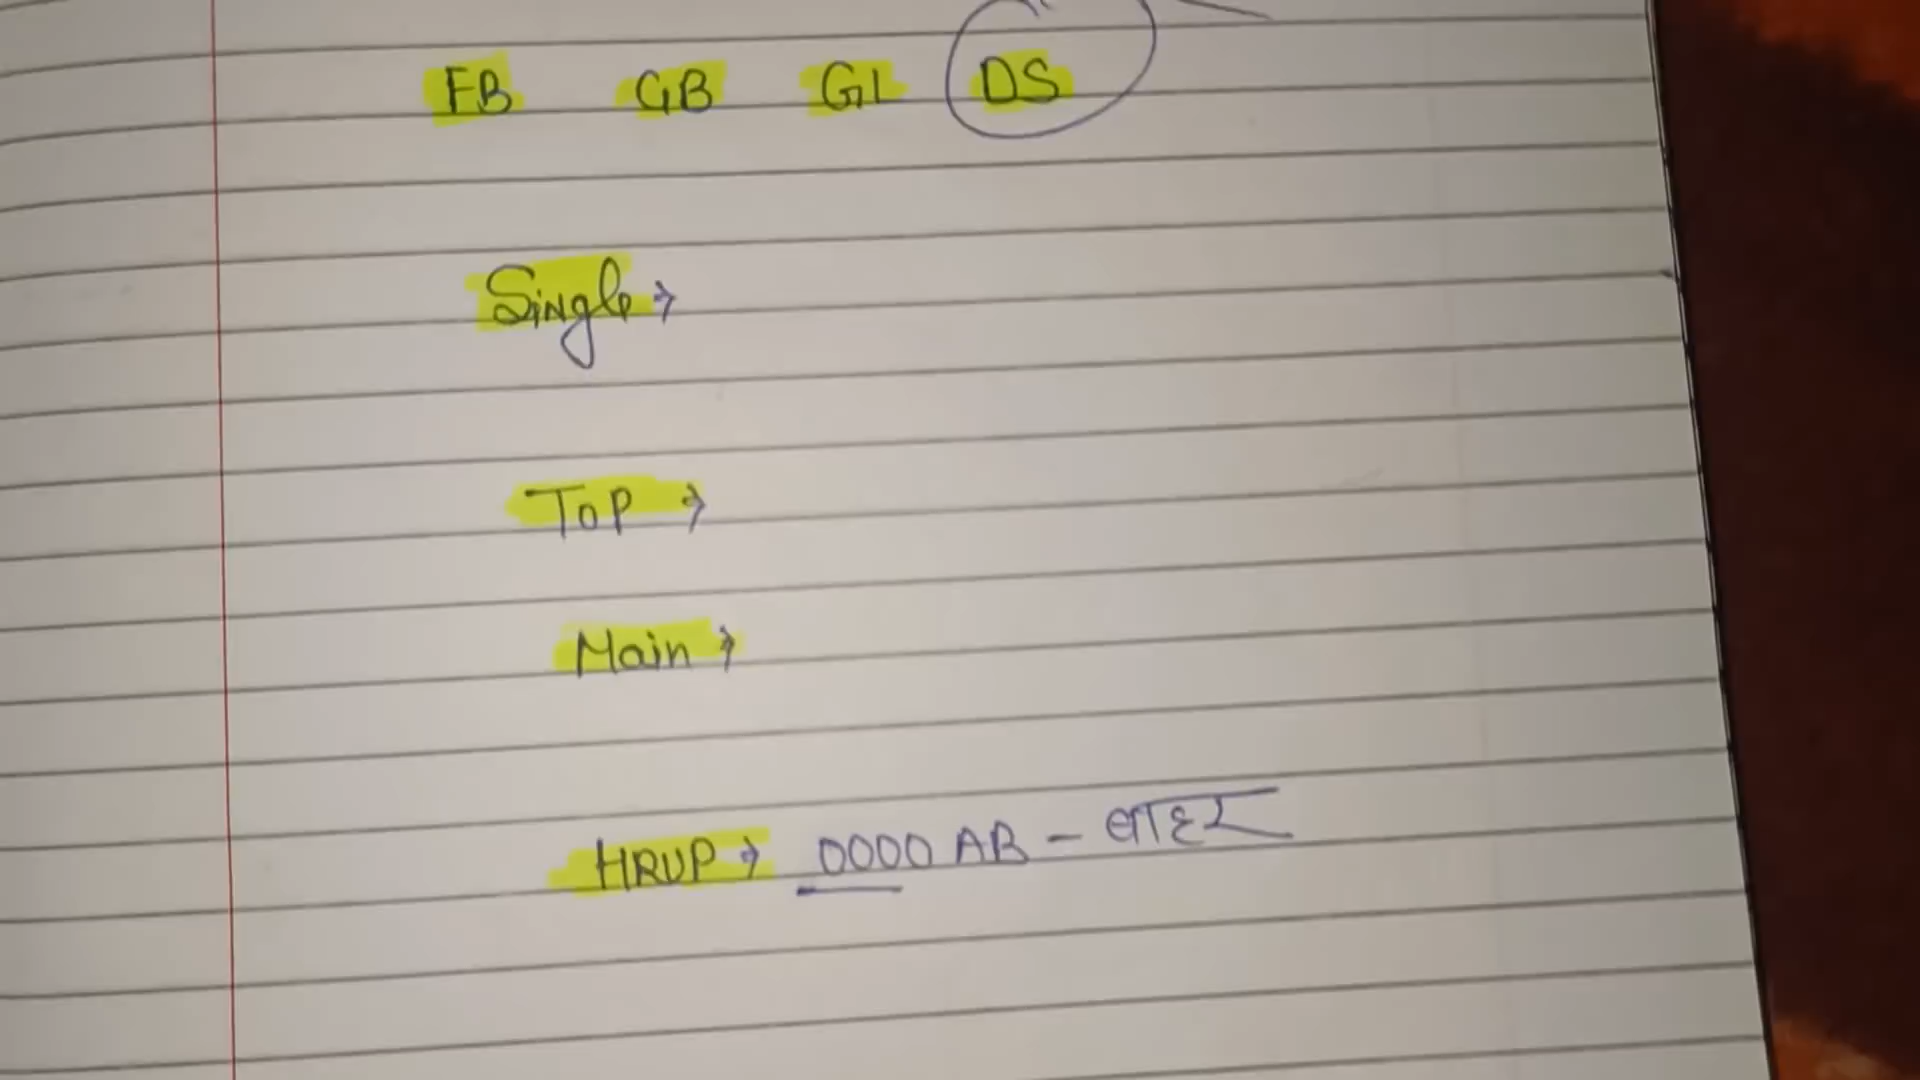 FB GB GL DS
Single →
TOP →
Main →
HRUP → 0000 AB - बाहर